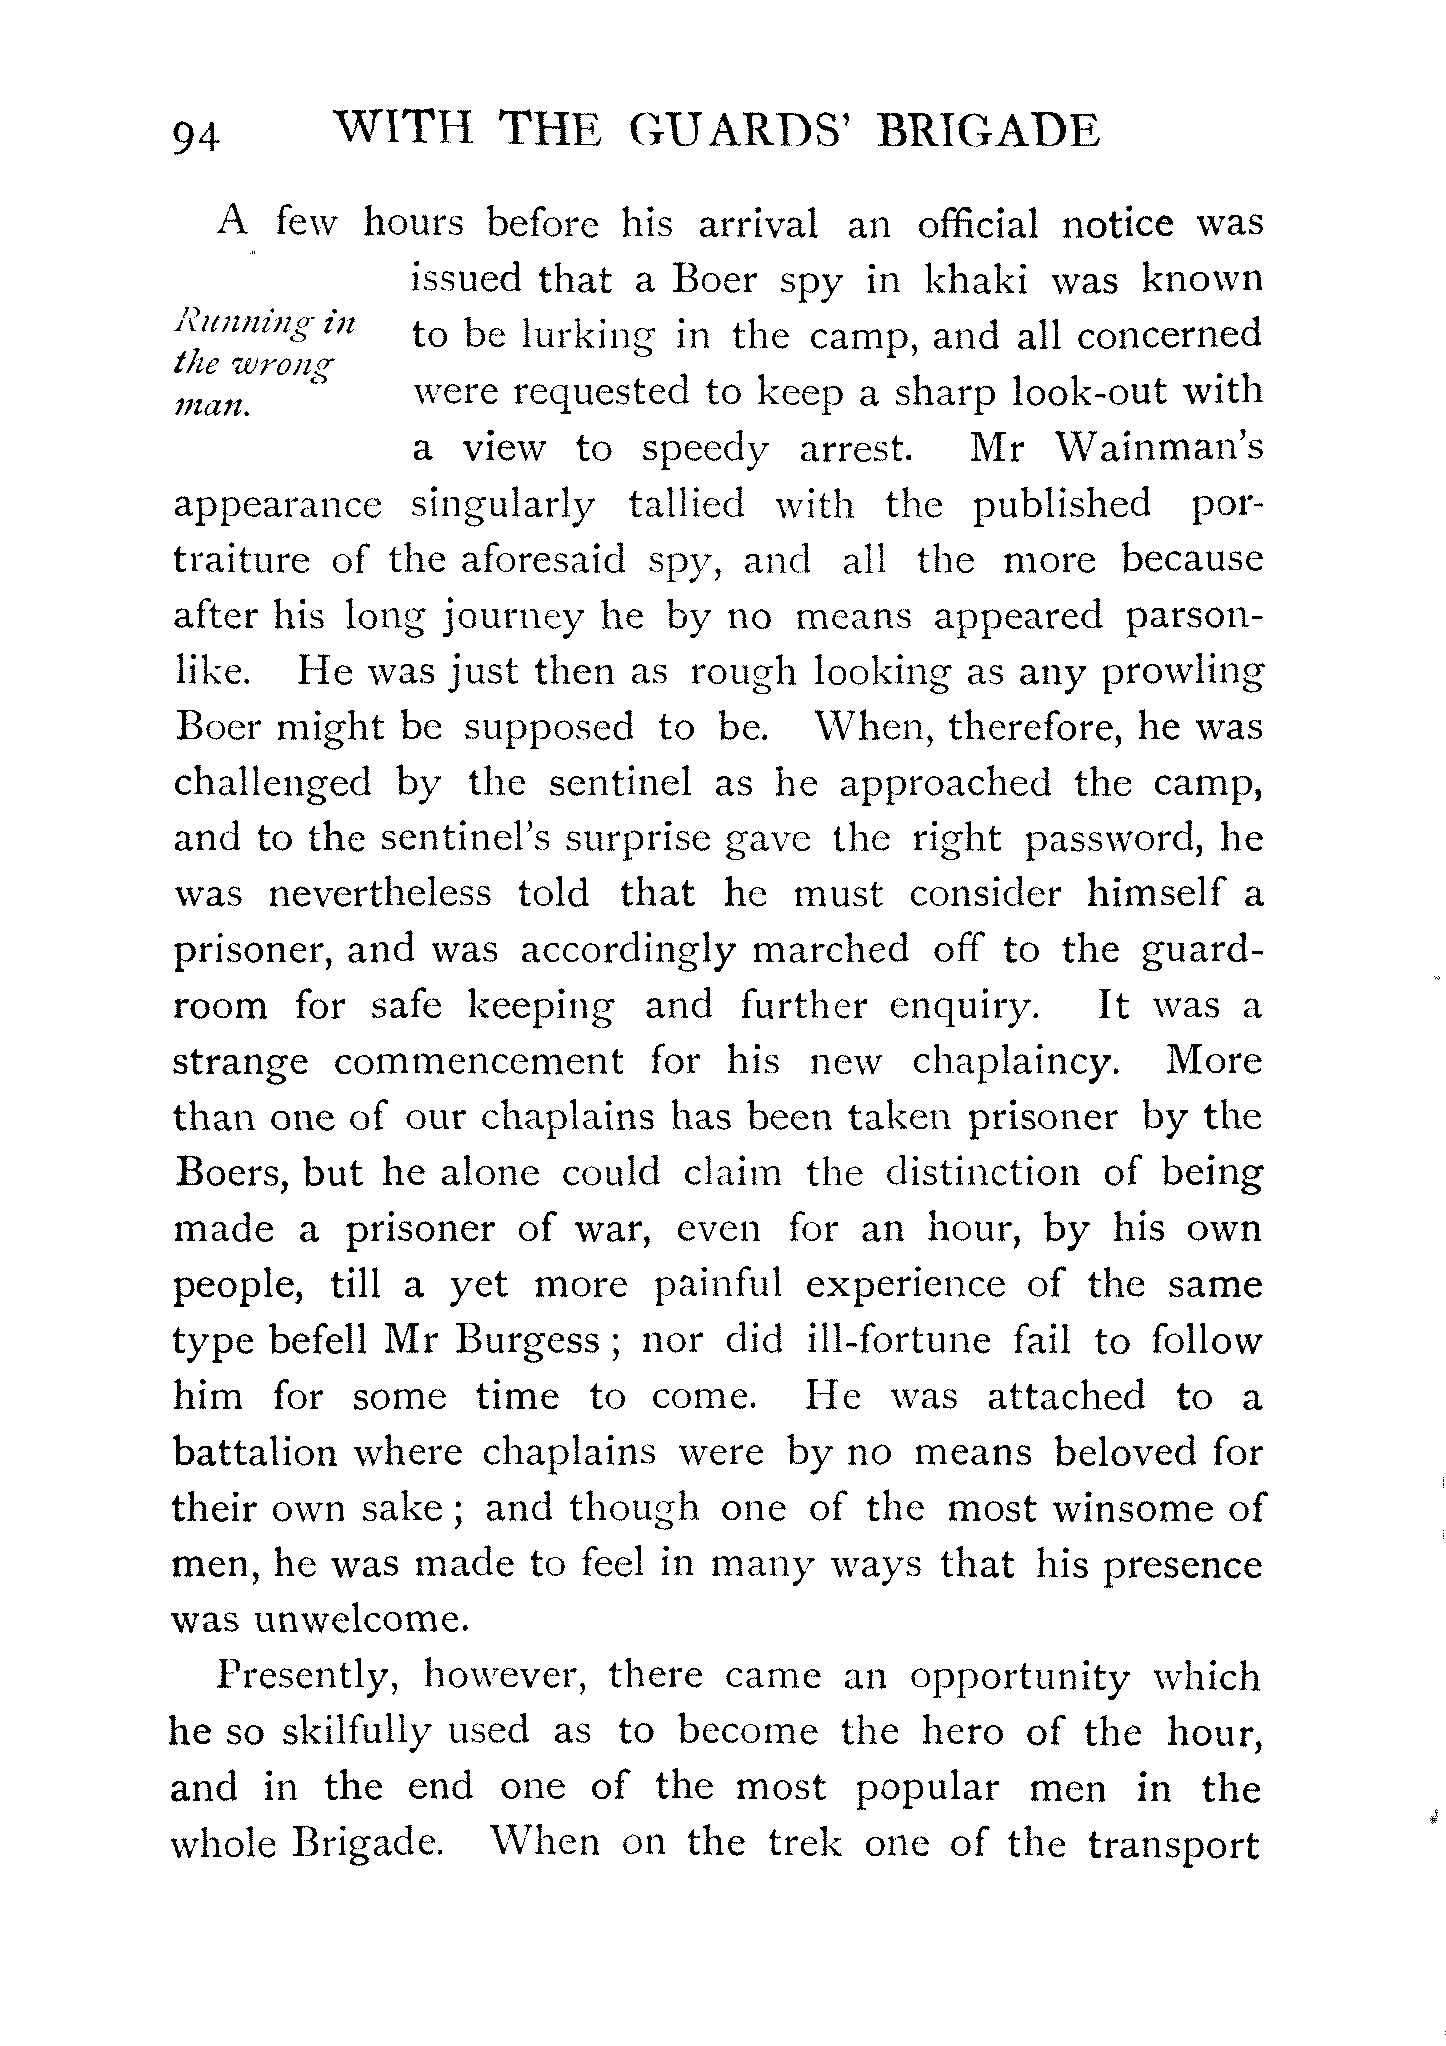 94 WITH THE GUARDS' BRIGADE
A few hours before his arrival an official notice was
Running in
the wrong
man.
issued that a Boer spy in khaki was known
to be lurking in the camp, and all concerned
were requested to keep a sharp look-out with
a view to speedy arrest. Mr Wainman's
appearance singularly tallied with the published por-
traiture of the aforesaid spy, and all the more because
after his long journey he by no means appeared parson-
like. He was just then as rough looking as any prowling
Boer might be supposed to be. When, therefore, he was
challenged by the sentinel as he approached the camp,
and to the sentinel's surprise gave the right password, he
was nevertheless told that he must consider himself a
prisoner, and was accordingly marched off to the guard-
room for safe keeping and further enquiry. It was a
strange commencement for his new chaplaincy. More
than one of our chaplains has been taken prisoner by the
Boers, but he alone could claim the distinction of being
made a prisoner of war, even for an hour, by his own
people, till a yet more painful experience of the same
type befell Mr Burgess ; nor did ill-fortune fail to follow
him for some time to come. He was attached to a
battalion where chaplains were by no means beloved for
their own sake ; and though one of the most winsome of
men, he was made to feel in many ways that his presence
was unwelcome.
Presently, however, there came an opportunity which
he so skilfully used as to become the hero of the hour,
and in the end one of the most popular men in the
whole Brigade. When on the trek one of the transport